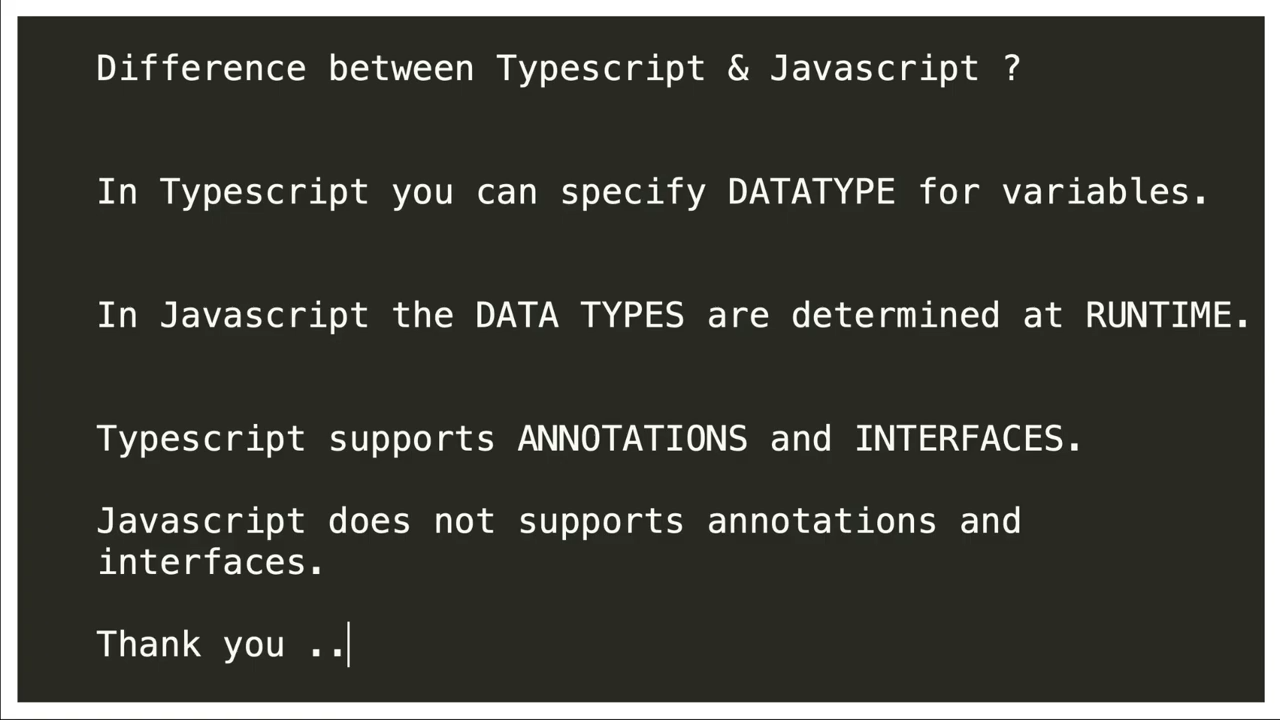 Difference between Typescript & Javascript ?
In Typescript you can specify DATATYPE for variables.
In Javascript the DATA TYPES are determined at RUNTIME.
Typescript supports ANNOTATIONS and INTERFACES.
Javascript does not supports annotations and
interfaces.
Thank you ..